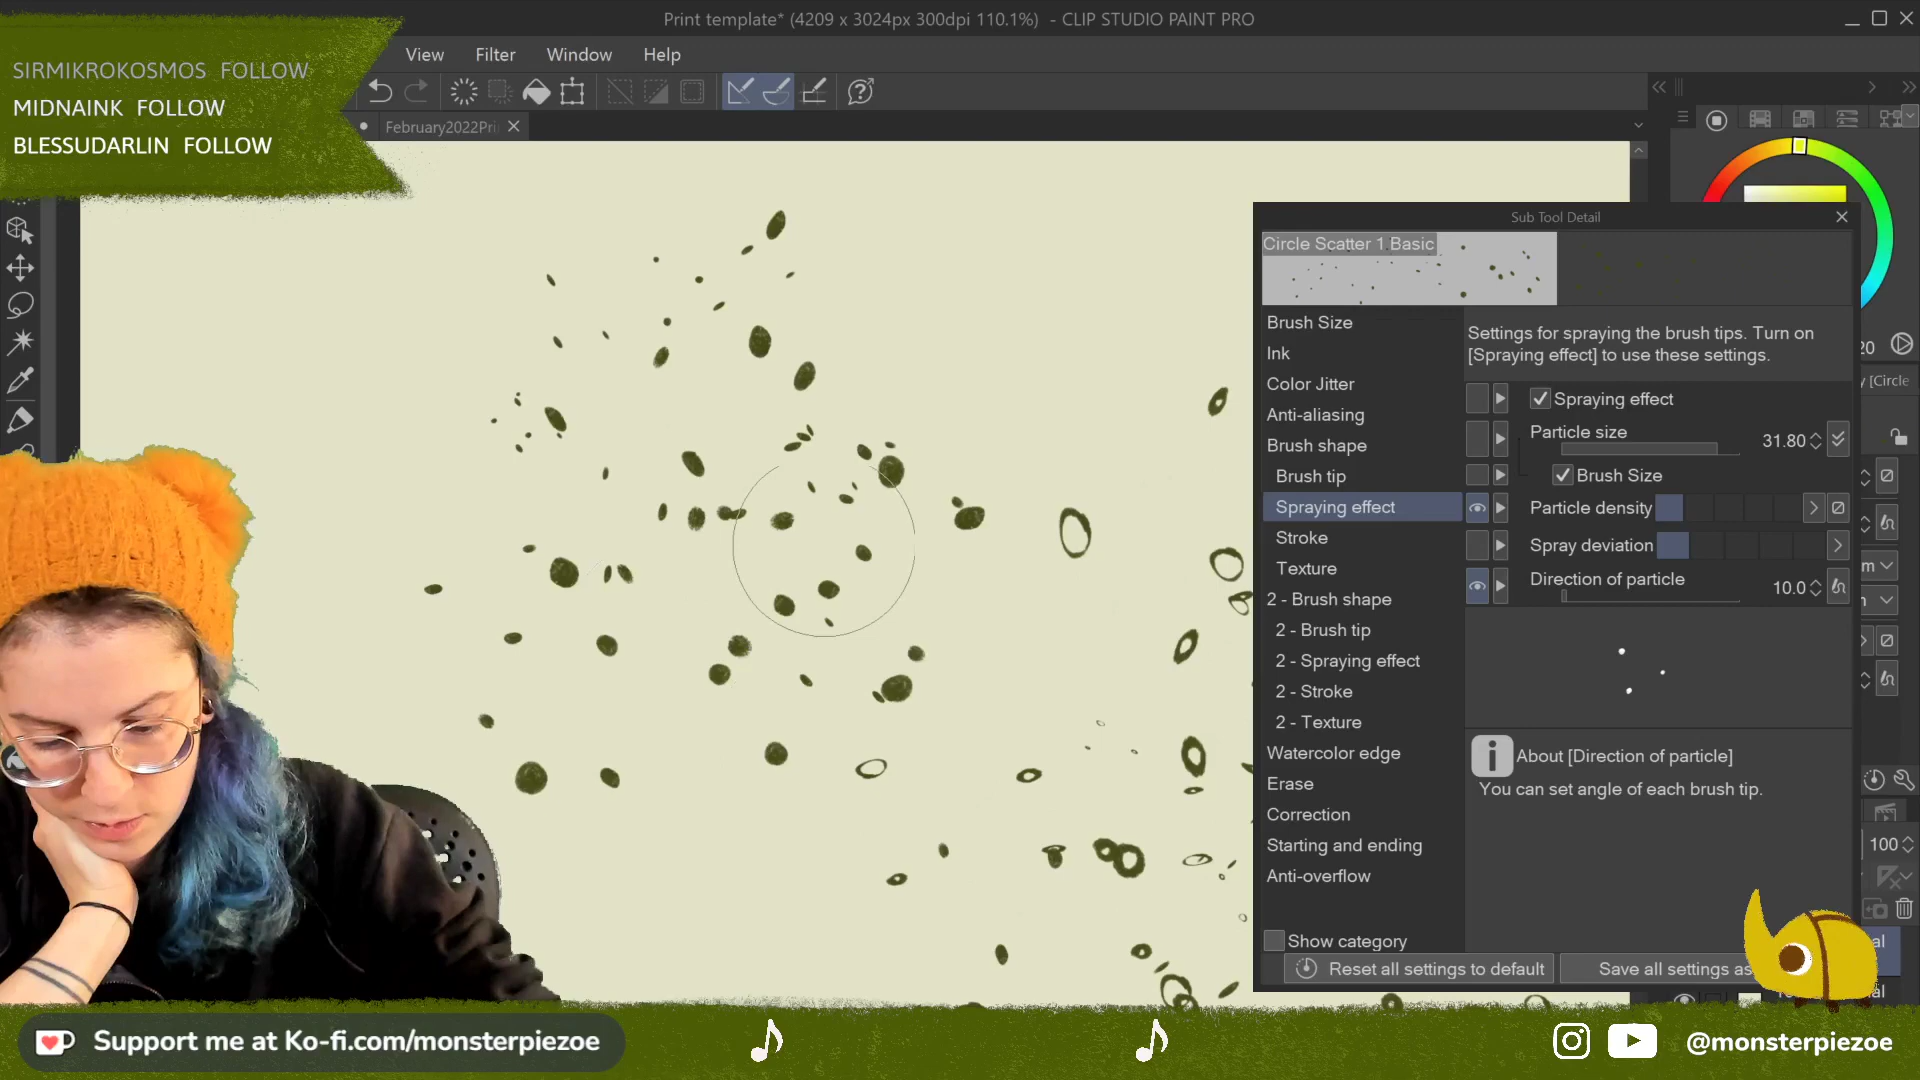 Print template* (4209 x 3024px 300dpi 110.1%) - CLIP STUDIO PAINT PRO
SIRMIKROKOSMOS FOLLOW
MIDNAINK FOLLOW
BLESSUDARLIN FOLLOW
View Filter Window Help
February2022Pri
Sub Tool Detail
Circle Scatter 1 Basic
Brush Size
Ink
Color Jitter
Anti-aliasing
Brush shape
Brush tip
Spraying effect
Stroke
Texture
2 - Brush shape
2 - Brush tip
2 - Spraying effect
2 - Stroke
2 - Texture
Watercolor edge
Erase
Correction
Starting and ending
Anti-overflow
Show category
Settings for spraying the brush tips. Turn on
[Spraying effect] to use these settings.
Spraying effect
Particle size 31.80
Brush Size
Particle density
Spray deviation
Direction of particle 10.0
About [Direction of particle]
You can set angle of each brush tip.
Reset all settings to default
Save all settings as
20
[Circle
m
100
al
al
Support me at Ko-fi.com/monsterpiezoe
@monsterpiezoe